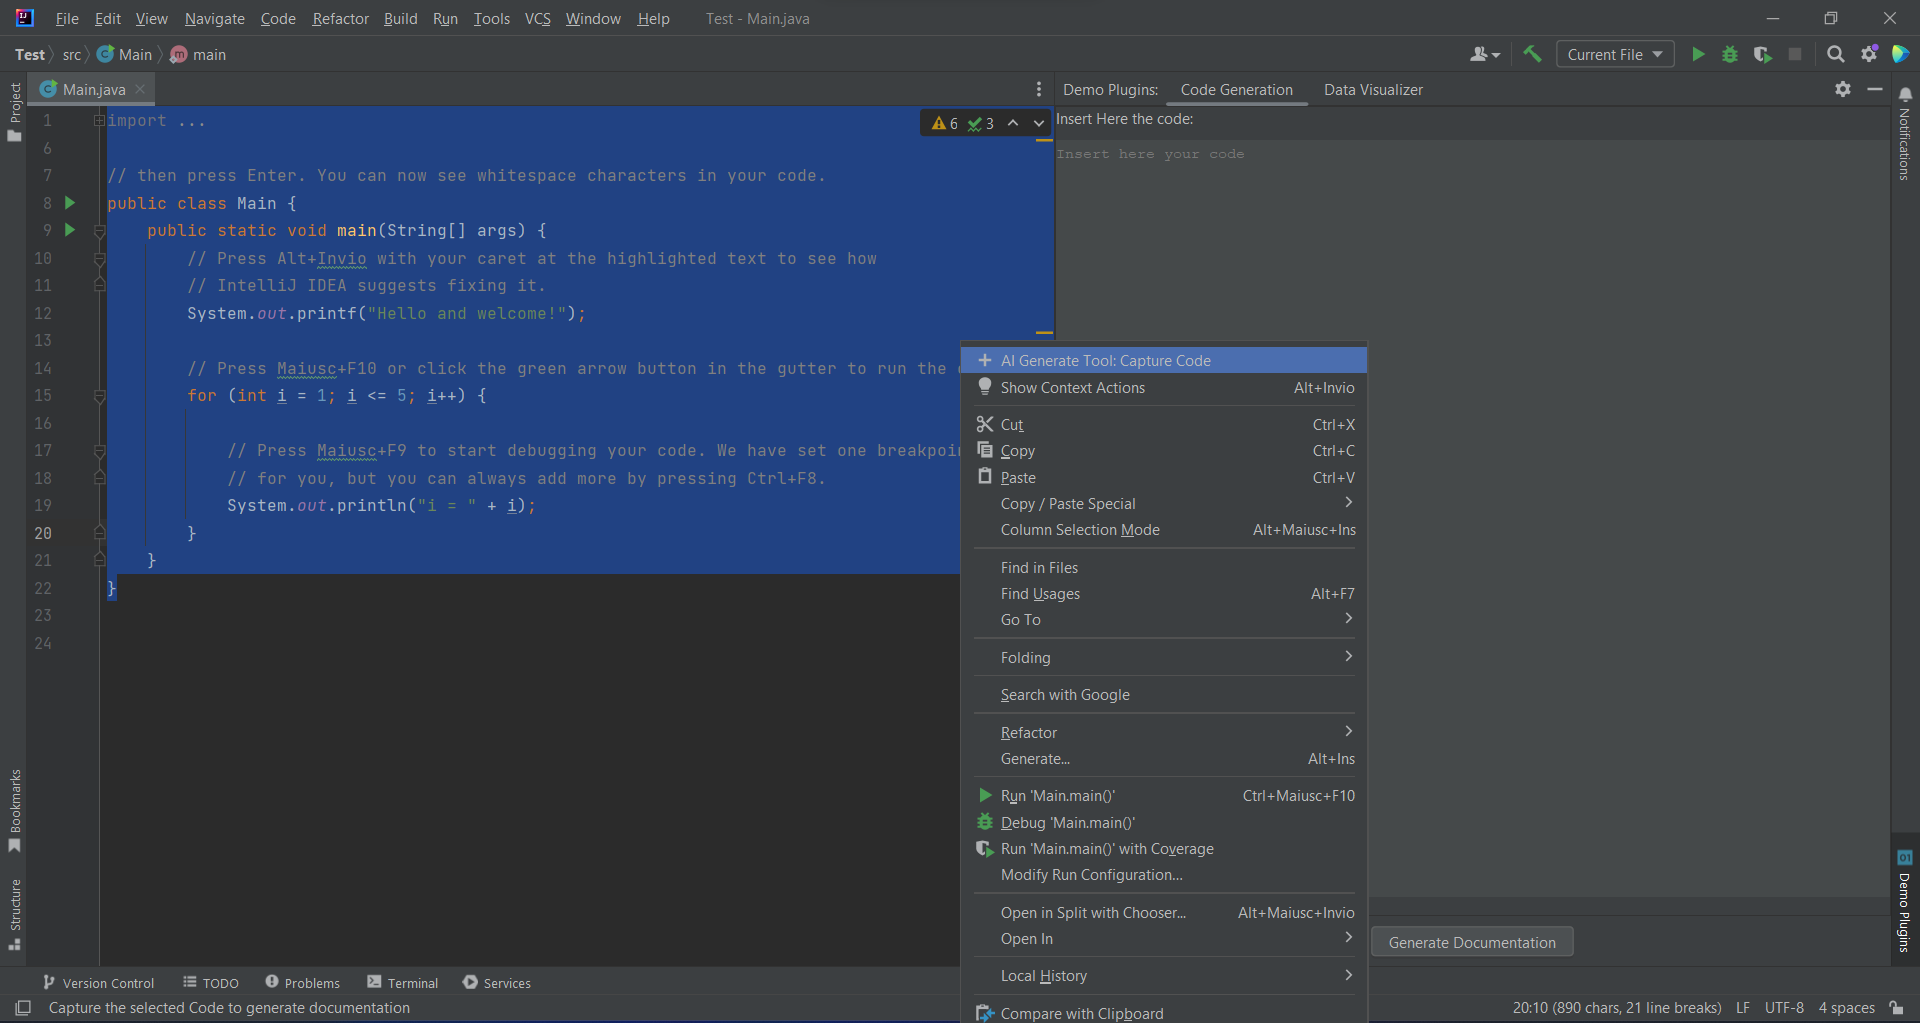 File Edit View Navigate Code Refactor Build Run Tools VCS Window Help Test - Main.java
Test src Main main
Current File
Project
Main.java
Demo Plugins: Code Generation Data Visualizer
Notifications
6 3
Insert Here the code:
Insert here your code
1 import ...
6
7 // then press Enter. You can now see whitespace characters in your code.
8 public class Main {
9 public static void main(String[] args) {
10 // Press Alt+Invio with your caret at the highlighted text to see how
11 // IntelliJ IDEA suggests fixing it.
12 System.out.printf("Hello and welcome!");
13
14 // Press Maiusc+F10 or click the green arrow button in the gutter to run the
15 for (int i = 1; i <= 5; i++) {
16
17 // Press Maiusc+F9 to start debugging your code. We have set one breakpoi
18 // for you, but you can always add more by pressing Ctrl+F8.
19 System.out.println("i = " + i);
20 }
21 }
22 }
23
24
AI Generate Tool: Capture Code
Show Context Actions Alt+Invio
Cut Ctrl+X
Copy Ctrl+C
Paste Ctrl+V
Copy / Paste Special
Column Selection Mode Alt+Maiusc+Ins
Find in Files
Find Usages Alt+F7
Go To
Folding
Search with Google
Refactor
Generate... Alt+Ins
Run 'Main.main()' Ctrl+Maiusc+F10
Debug 'Main.main()'
Run 'Main.main()' with Coverage
Modify Run Configuration...
Open in Split with Chooser... Alt+Maiusc+Invio
Open In
Local History
Compare with Clipboard
Generate Documentation
Bookmarks
Structure
Demo Plugins
Version Control TODO Problems Terminal Services
Capture the selected Code to generate documentation
20:10 (890 chars, 21 line breaks) LF UTF-8 4 spaces